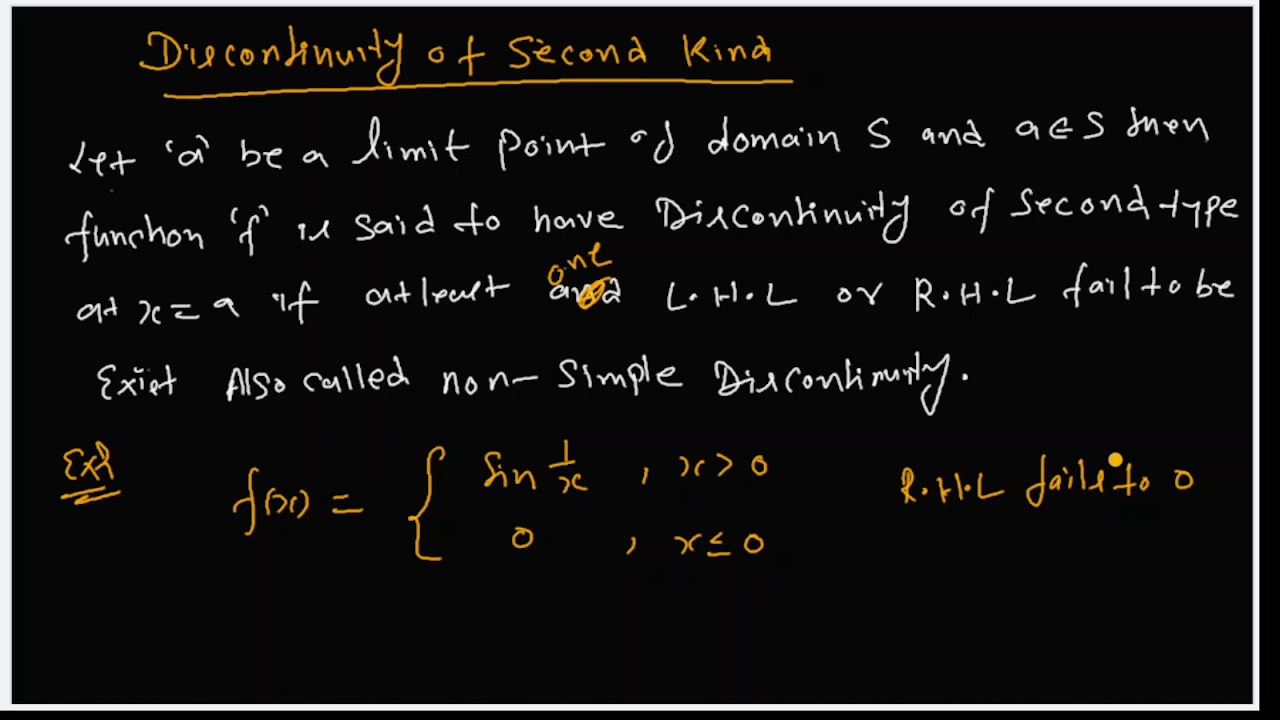 Discontinuity of Second Kind
Let 'a' be a limit point of domain S and a ∈ S then
function 'f' is said to have Discontinuity of Second type
at x = a if atleast one L.H.L or R.H.L fail to be
Exist Also called non-Simple Discontinuity.
Ex:
f(x) = { sin 1/x , x > 0
0 , x ≤ 0
R.H.L fails to 0